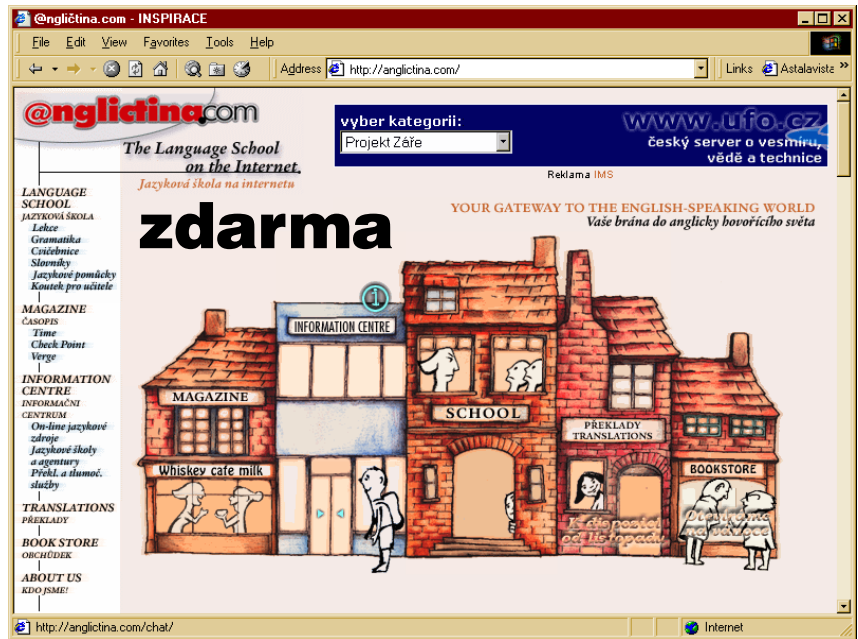 @ngličtina.com - INSPIRACE
File Edit View Favorites Tools Help
Address http://anglictina.com/ Links Astalavista »
@nglictina.com
The Language School
on the Internet
Jazyková škola na internetu
vyber kategorii:
Projekt Záře
www.ufo.cz
český server o vesmíru,
vědě a technice
Reklama IMS
LANGUAGE
SCHOOL
JAZYKOVÁ ŠKOLA
Lekce
Gramatika
Cvičebnice
Slovníky
Jazykové pomůcky
Koutek pro učitele
MAGAZINE
ČASOPIS
Time
Check Point
Verge
INFORMATION
CENTRE
INFORMAČNÍ
CENTRUM
On-line jazykové
zdroje
Jazykové školy
a agentury
Překl. a tlumoč.
služby
TRANSLATIONS
PŘEKLADY
BOOK STORE
OBCHŮDEK
ABOUT US
KDO JSME!
zdarma
YOUR GATEWAY TO THE ENGLISH-SPEAKING WORLD
Vaše brána do anglicky hovořícího světa
i
INFORMATION CENTRE
MAGAZINE
SCHOOL
PŘEKLADY
TRANSLATIONS
Whiskey cafe milk
BOOKSTORE
K dispozici
od listopadu
http://anglictina.com/chat/ Internet